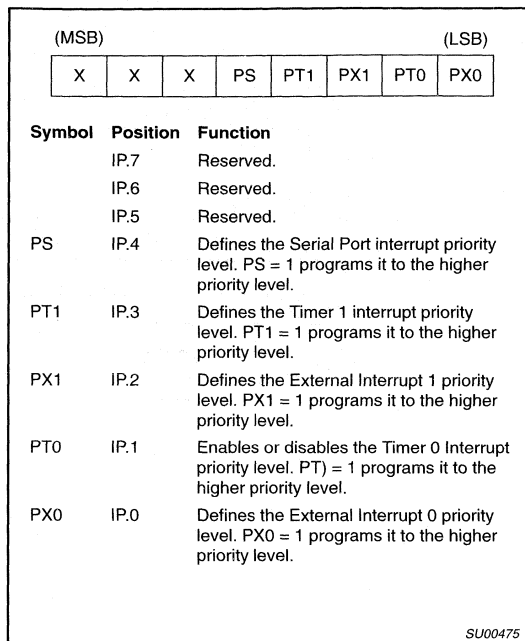 (MSB) (LSB)
X X X PS PT1 PX1 PT0 PX0
Symbol Position Function
IP.7 Reserved.
IP.6 Reserved.
IP.5 Reserved.
PS IP.4 Defines the Serial Port interrupt priority
level. PS = 1 programs it to the higher
priority level.
PT1 IP.3 Defines the Timer 1 interrupt priority
level. PT1 = 1 programs it to the higher
priority level.
PX1 IP.2 Defines the External Interrupt 1 priority
level. PX1 = 1 programs it to the higher
priority level.
PT0 IP.1 Enables or disables the Timer 0 Interrupt
priority level. PT) = 1 programs it to the
higher priority level.
PX0 IP.0 Defines the External Interrupt 0 priority
level. PX0 = 1 programs it to the higher
priority level.
SU00475